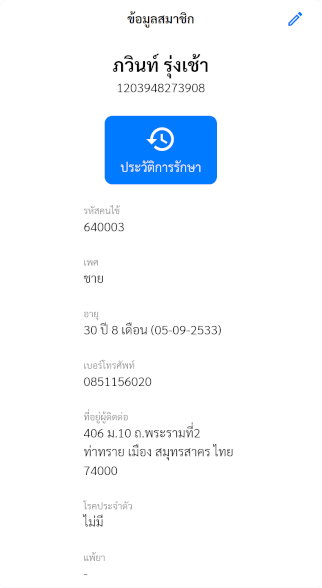 ข้อมูลสมาชิก
ภวินท์ รุ่งเช้า
1203948273908
ประวัติการรักษา
รหัสคนไข้
640003
เพศ
ชาย
อายุ
30 ปี 8 เดือน (05-09-2533)
เบอร์โทรศัพท์
0851156020
ที่อยู่ผู้ติดต่อ
406 ม.10 ถ.พระรามที่2
ท่าทราย เมือง สมุทรสาคร ไทย
74000
โรคประจำตัว
ไม่มี
แพ้ยา
-